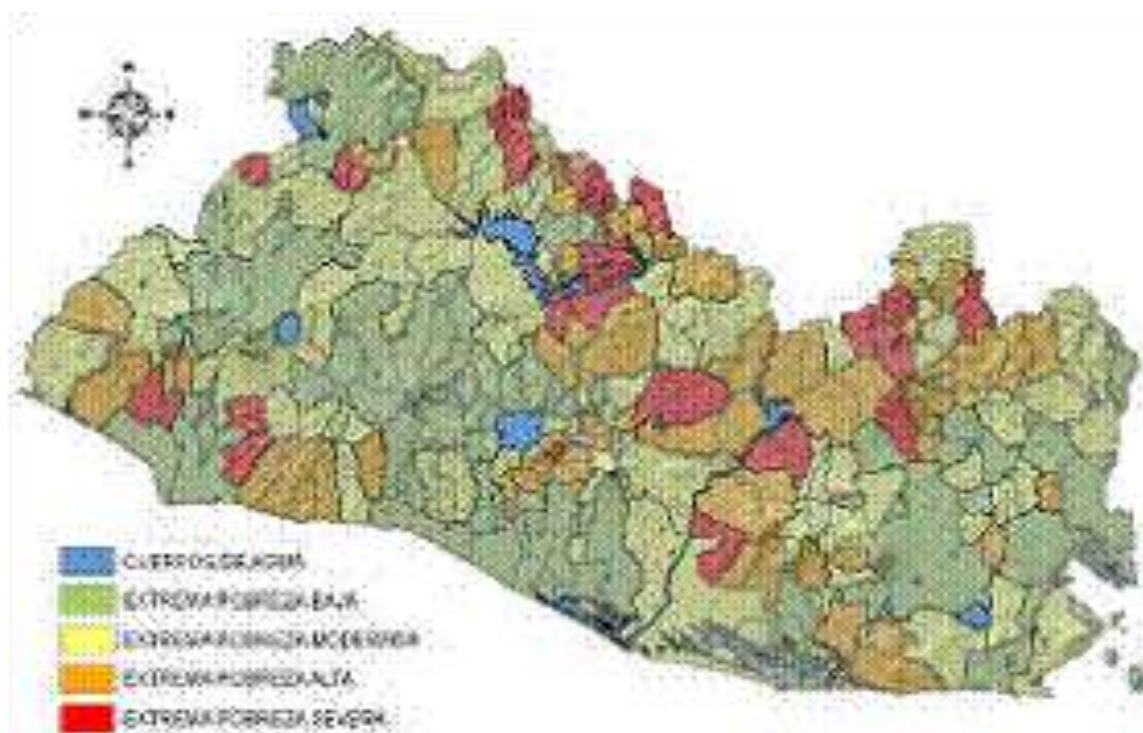 CUERPOS DE AGUA
EXTREMA POBREZA BAJA
EXTREMA POBREZA MODERADA
EXTREMA POBREZA ALTA
EXTREMA POBREZA SEVERA